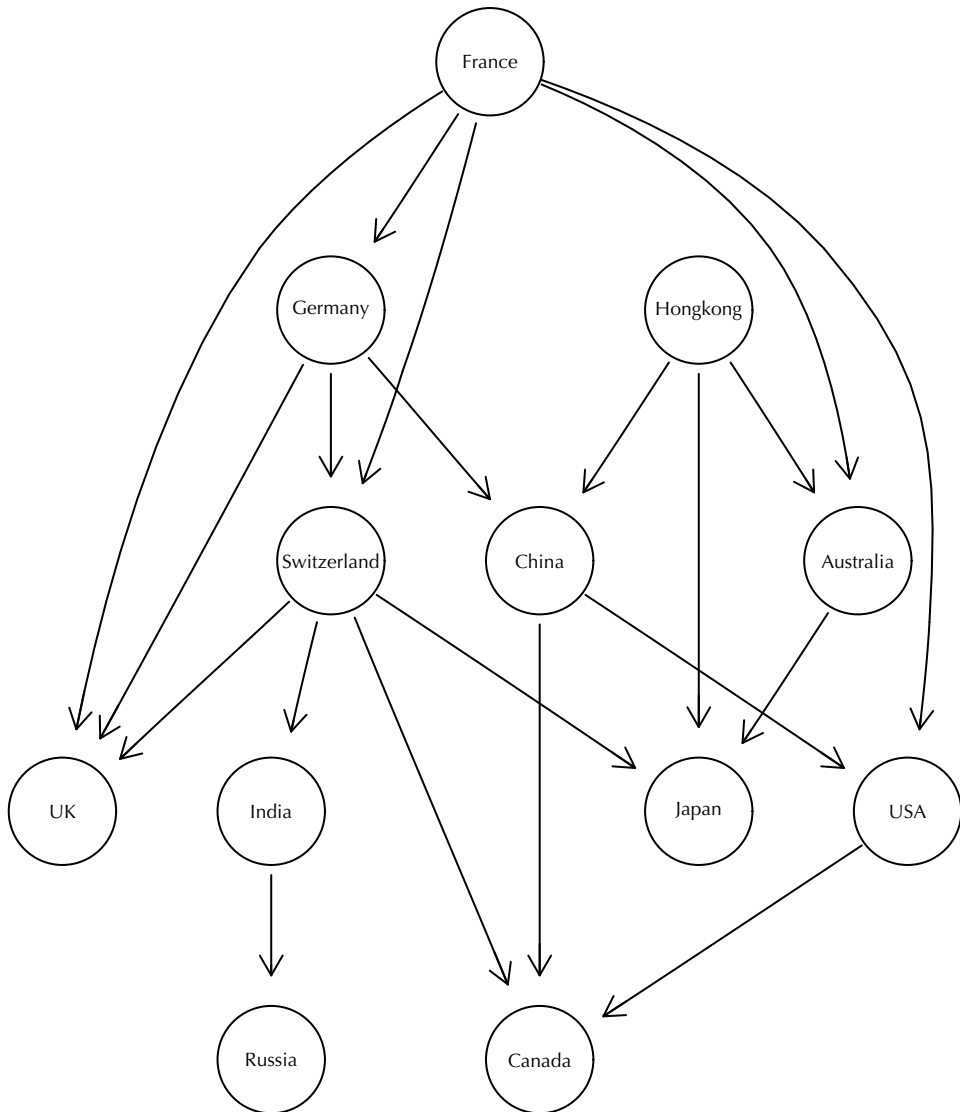 France
Germany
Hongkong
Switzerland
China
Australia
UK
India
Japan
USA
Russia
Canada